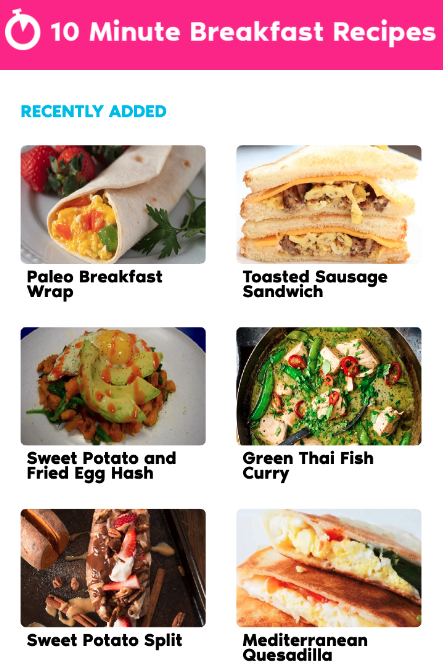 10 Minute Breakfast Recipes
RECENTLY ADDED
Paleo Breakfast
Wrap
Toasted Sausage
Sandwich
Sweet Potato and
Fried Egg Hash
Green Thai Fish
Curry
Sweet Potato Split
Mediterranean
Quesadilla